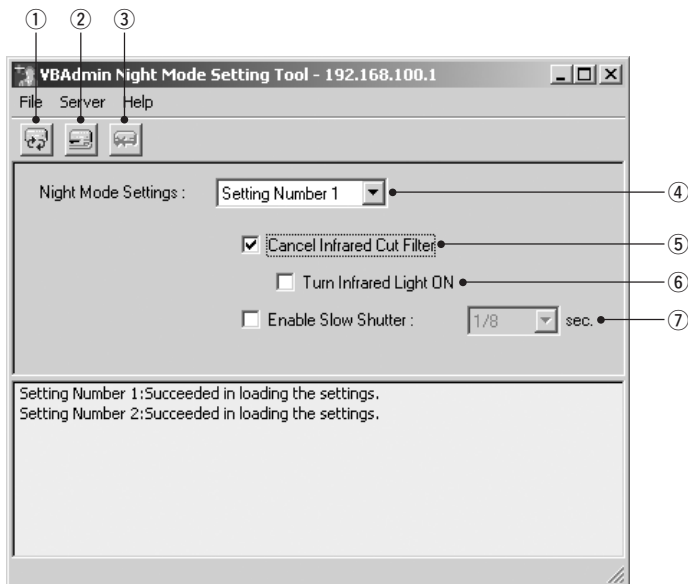 ① ② ③
VBAdmin Night Mode Setting Tool - 192.168.100.1
File Server Help
Night Mode Settings : Setting Number 1 ④
Cancel Infrared Cut Filter ⑤
Turn Infrared Light ON ⑥
Enable Slow Shutter : 1/8 sec. ⑦
Setting Number 1:Succeeded in loading the settings.
Setting Number 2:Succeeded in loading the settings.